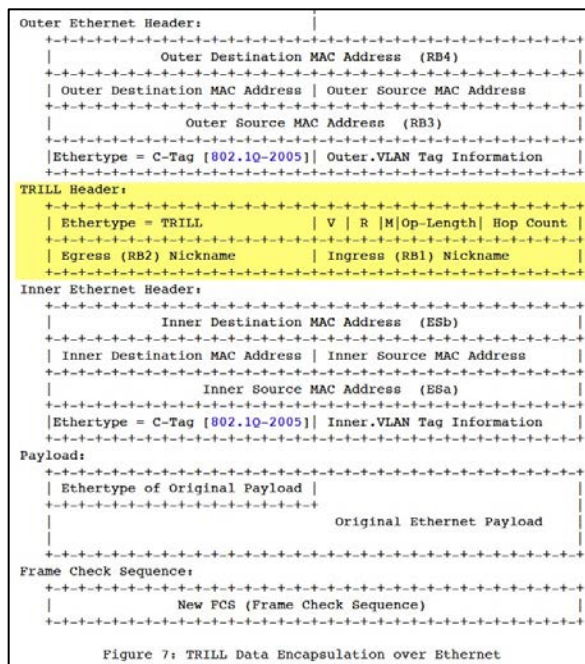 Outer Ethernet Header:          |
+-+-+-+-+-+-+-+-+-+-+-+-+-+-+-+-+-+-+-+-+-+-+-+-+-+-+-+-+-+-+-+-+
|             Outer Destination MAC Address  (RB4)              |
+-+-+-+-+-+-+-+-+-+-+-+-+-+-+-+-+-+-+-+-+-+-+-+-+-+-+-+-+-+-+-+-+
| Outer Destination MAC Address | Outer Source MAC Address      |
+-+-+-+-+-+-+-+-+-+-+-+-+-+-+-+-+-+-+-+-+-+-+-+-+-+-+-+-+-+-+-+-+
|                Outer Source MAC Address  (RB3)                |
+-+-+-+-+-+-+-+-+-+-+-+-+-+-+-+-+-+-+-+-+-+-+-+-+-+-+-+-+-+-+-+-+
|Ethertype = C-Tag [802.1Q-2005]| Outer.VLAN Tag Information    |
+-+-+-+-+-+-+-+-+-+-+-+-+-+-+-+-+-+-+-+-+-+-+-+-+-+-+-+-+-+-+-+-+
TRILL Header:
+-+-+-+-+-+-+-+-+-+-+-+-+-+-+-+-+-+-+-+-+-+-+-+-+-+-+-+-+-+-+-+-+
| Ethertype = TRILL             | V | R |M|Op-Length| Hop Count |
+-+-+-+-+-+-+-+-+-+-+-+-+-+-+-+-+-+-+-+-+-+-+-+-+-+-+-+-+-+-+-+-+
| Egress (RB2) Nickname         | Ingress (RB1) Nickname        |
+-+-+-+-+-+-+-+-+-+-+-+-+-+-+-+-+-+-+-+-+-+-+-+-+-+-+-+-+-+-+-+-+
Inner Ethernet Header:
+-+-+-+-+-+-+-+-+-+-+-+-+-+-+-+-+-+-+-+-+-+-+-+-+-+-+-+-+-+-+-+-+
|             Inner Destination MAC Address  (ESb)              |
+-+-+-+-+-+-+-+-+-+-+-+-+-+-+-+-+-+-+-+-+-+-+-+-+-+-+-+-+-+-+-+-+
| Inner Destination MAC Address | Inner Source MAC Address      |
+-+-+-+-+-+-+-+-+-+-+-+-+-+-+-+-+-+-+-+-+-+-+-+-+-+-+-+-+-+-+-+-+
|                  Inner Source MAC Address  (ESa)              |
+-+-+-+-+-+-+-+-+-+-+-+-+-+-+-+-+-+-+-+-+-+-+-+-+-+-+-+-+-+-+-+-+
|Ethertype = C-Tag [802.1Q-2005]| Inner.VLAN Tag Information    |
+-+-+-+-+-+-+-+-+-+-+-+-+-+-+-+-+-+-+-+-+-+-+-+-+-+-+-+-+-+-+-+-+
Payload:
+-+-+-+-+-+-+-+-+-+-+-+-+-+-+-+-+-+-+-+-+-+-+-+-+-+-+-+-+-+-+-+-+
| Ethertype of Original Payload |                               |
+-+-+-+-+-+-+-+-+-+-+-+-+-+-+-+-+                               |
|                                  Original Ethernet Payload    |
|                                                               |
+-+-+-+-+-+-+-+-+-+-+-+-+-+-+-+-+-+-+-+-+-+-+-+-+-+-+-+-+-+-+-+-+
Frame Check Sequence:
+-+-+-+-+-+-+-+-+-+-+-+-+-+-+-+-+-+-+-+-+-+-+-+-+-+-+-+-+-+-+-+-+
|               New FCS (Frame Check Sequence)                  |
+-+-+-+-+-+-+-+-+-+-+-+-+-+-+-+-+-+-+-+-+-+-+-+-+-+-+-+-+-+-+-+-+
Figure 7: TRILL Data Encapsulation over Ethernet